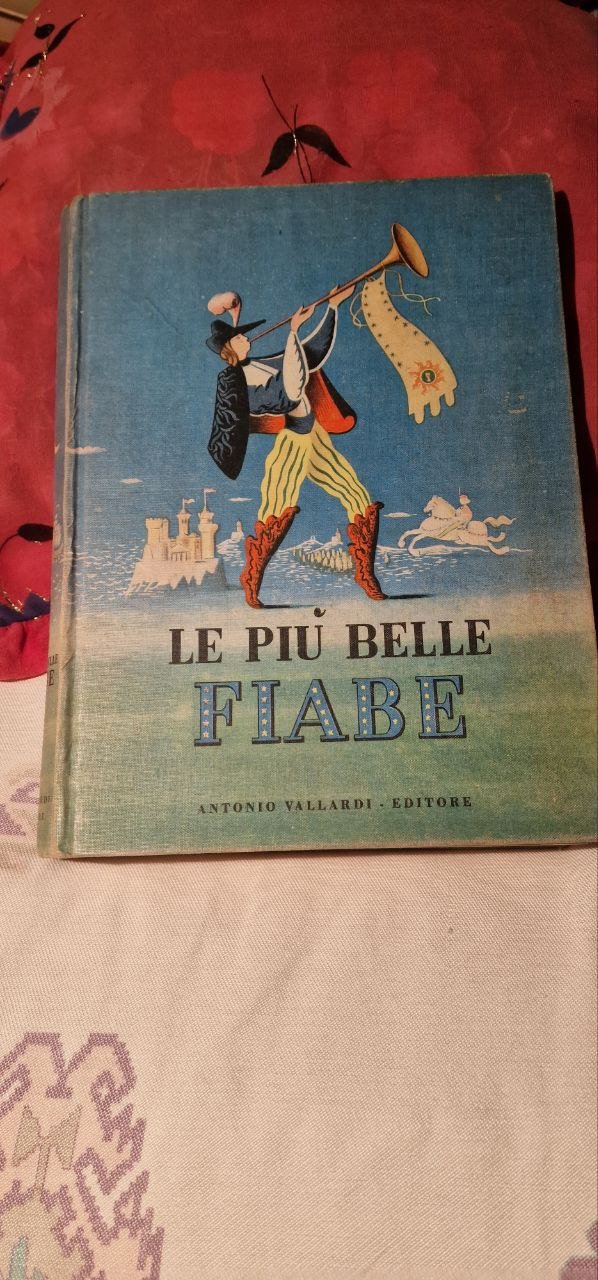 LE PIÙ BELLE
FIABE
ANTONIO VALLARDI · EDITORE